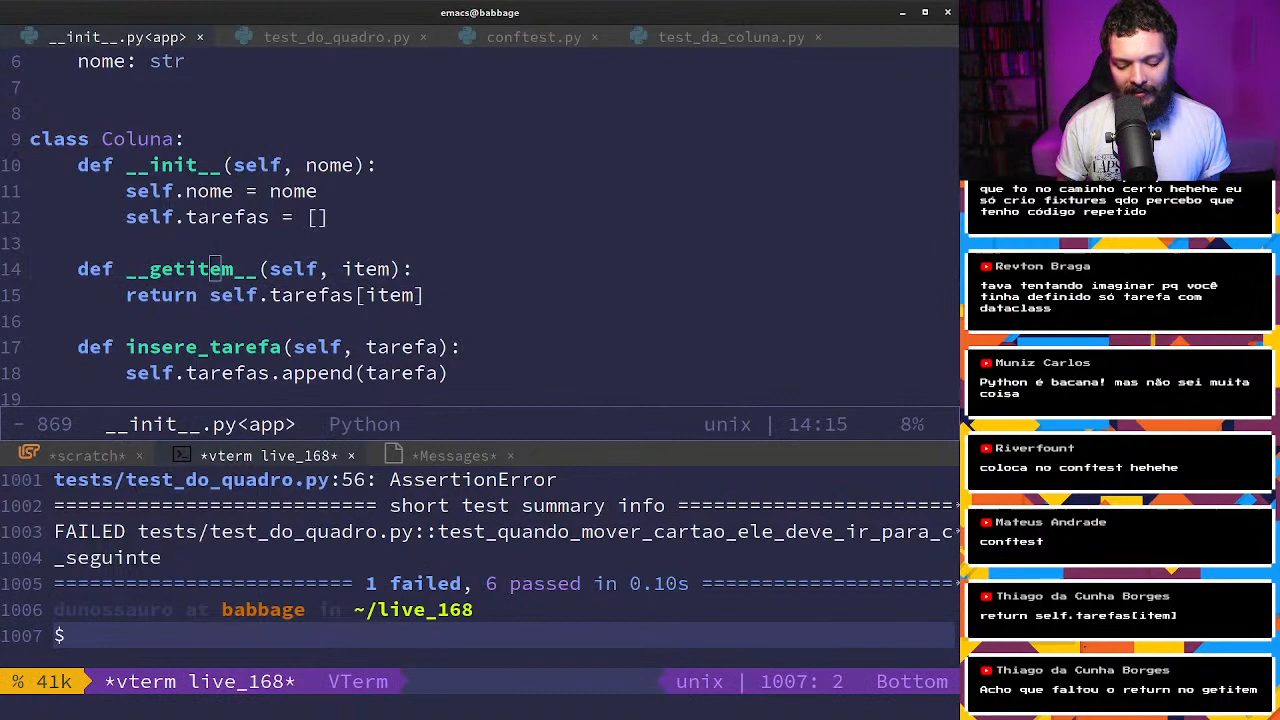 emacs@babbage
__init__.py<app> × test_do_quadro.py × conftest.py × test_da_coluna.py ×
6 nome: str
7
8
9 class Coluna:
10 def __init__(self, nome):
11 self.nome = nome
12 self.tarefas = []
13
14 def __getitem__(self, item):
15 return self.tarefas[item]
16
17 def insere_tarefa(self, tarefa):
18 self.tarefas.append(tarefa)
19
- 869 __init__.py<app> Python unix | 14:15 8%
*scratch* × *vterm live_168* × *Messages* ×
1001 tests/test_do_quadro.py:56: AssertionError
1002 =========================== short test summary info ============================
1003 FAILED tests/test_do_quadro.py::test_quando_mover_cartao_ele_deve_ir_para_c
1004 _seguinte
1005 ========================= 1 failed, 6 passed in 0.10s =====================
1006 dunossauro at babbage in ~/live_168
1007 $
% 41k *vterm live_168* VTerm unix | 1007: 2 Bottom
que to no caminho certo hehehe eu
só crio fixtures qdo percebo que
tenho código repetido
Revton Braga
tava tentando imaginar pq você
tinha definido só tarefa com
dataclass
Muniz Carlos
Python é bacana! mas não sei muita
coisa
Riverfount
coloca no conftest hehehe
Mateus Andrade
conftest
Thiago da Cunha Borges
return self.tarefas[item]
Thiago da Cunha Borges
Acho que faltou o return no getitem